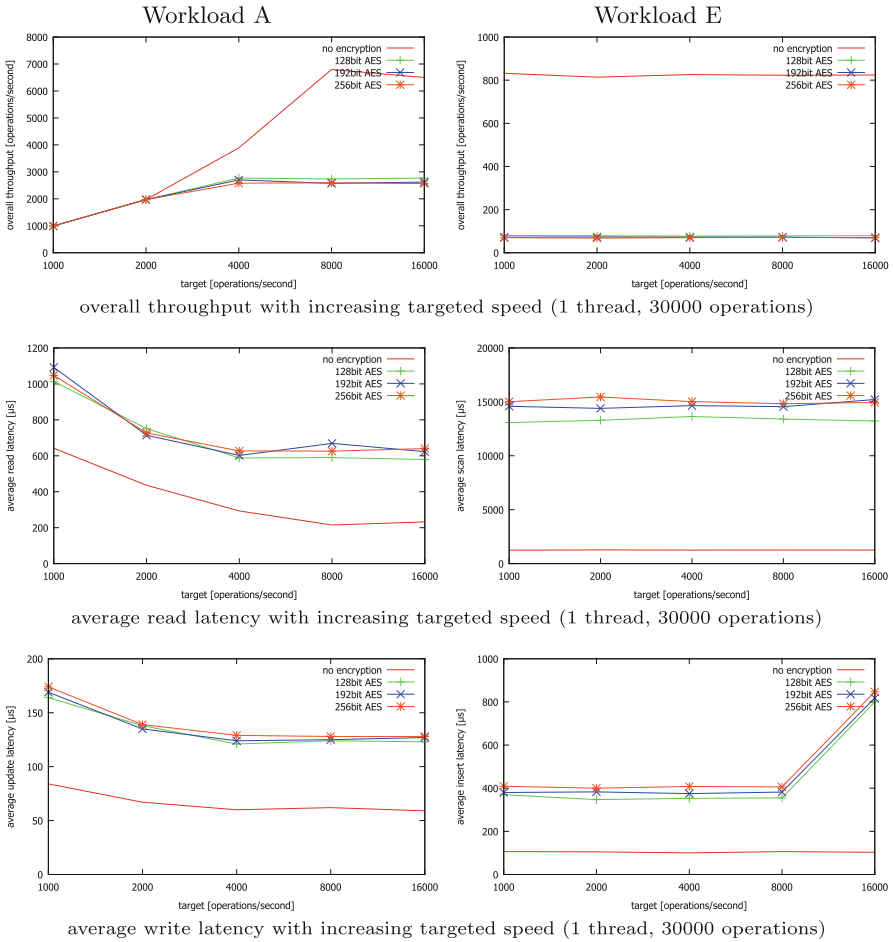 Workload A
Workload E
8000
7000
6000
5000
4000
3000
2000
1000
0
overall throughput [operations/second]
no encryption
128bit AES
192bit AES
256bit AES
1000 2000 4000 8000 16000
target [operations/second]
1000
800
600
400
200
0
overall throughput [operations/second]
no encryption
128bit AES
192bit AES
256bit AES
1000 2000 4000 8000 16000
target [operations/second]
overall throughput with increasing targeted speed (1 thread, 30000 operations)
1200
1000
800
600
400
200
0
average read latency [µs]
no encryption
128bit AES
192bit AES
256bit AES
1000 2000 4000 8000 16000
target [operations/second]
20000
15000
10000
5000
0
average scan latency [µs]
no encryption
128bit AES
192bit AES
256bit AES
1000 2000 4000 8000 16000
target [operations/second]
average read latency with increasing targeted speed (1 thread, 30000 operations)
200
150
100
50
0
average update latency [µs]
no encryption
128bit AES
192bit AES
256bit AES
1000 2000 4000 8000 16000
target [operations/second]
1000
800
600
400
200
0
average insert latency [µs]
no encryption
128bit AES
192bit AES
256bit AES
1000 2000 4000 8000 16000
target [operations/second]
average write latency with increasing targeted speed (1 thread, 30000 operations)